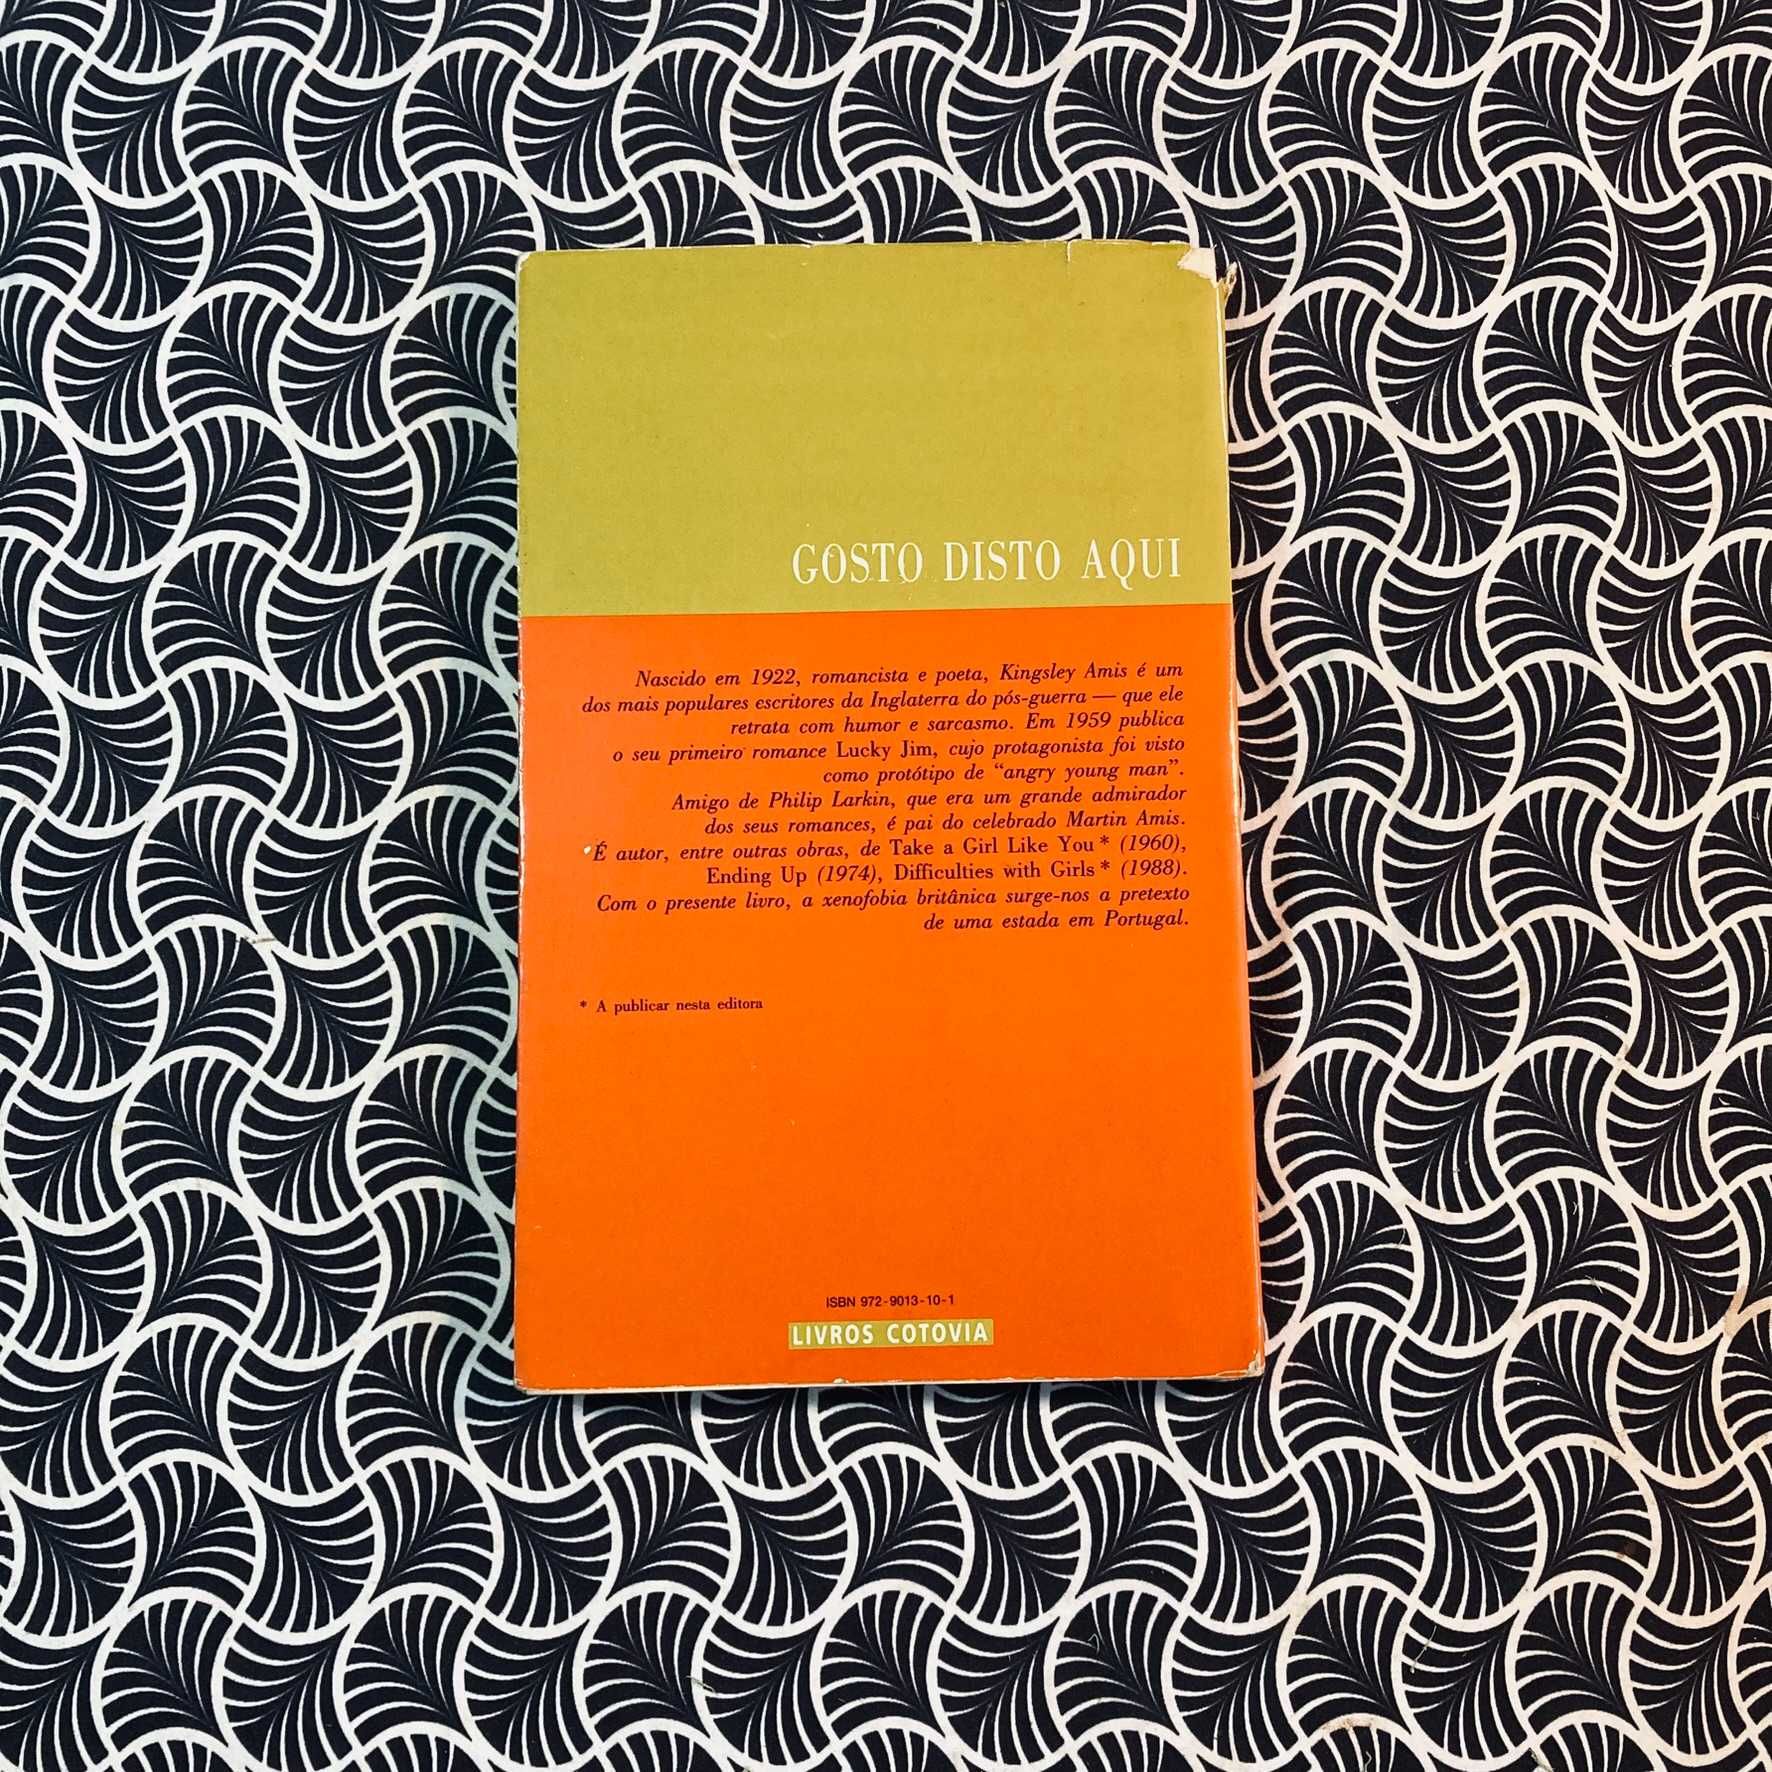 GOSTO DISTO AQUI
Nascido em 1922, romancista e poeta, Kingsley Amis é um
dos mais populares escritores da Inglaterra do pós-guerra — que ele
retrata com humor e sarcasmo. Em 1959 publica
o seu primeiro romance Lucky Jim, cujo protagonista foi visto
como protótipo de “angry young man”.
Amigo de Philip Larkin, que era um grande admirador
dos seus romances, é pai do celebrado Martin Amis.
É autor, entre outras obras, de Take a Girl Like You * (1960),
Ending Up (1974), Difficulties with Girls * (1988).
Com o presente livro, a xenofobia britânica surge-nos a pretexto
de uma estada em Portugal.
* A publicar nesta editora
ISBN 972-9013-10-1
LIVROS COTOVIA